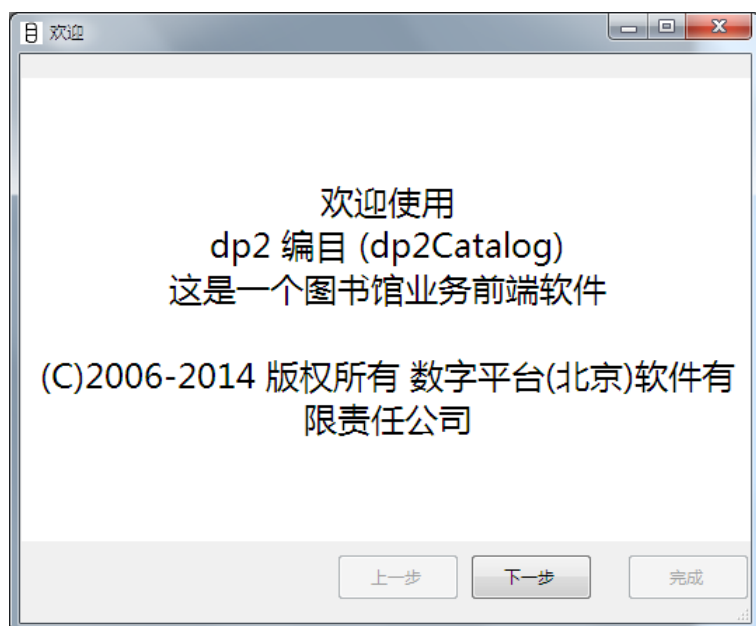 欢迎
欢迎使用
dp2 编目 (dp2Catalog)
这是一个图书馆业务前端软件
(C)2006-2014 版权所有 数字平台(北京)软件有
限责任公司
上一步 下一步 完成